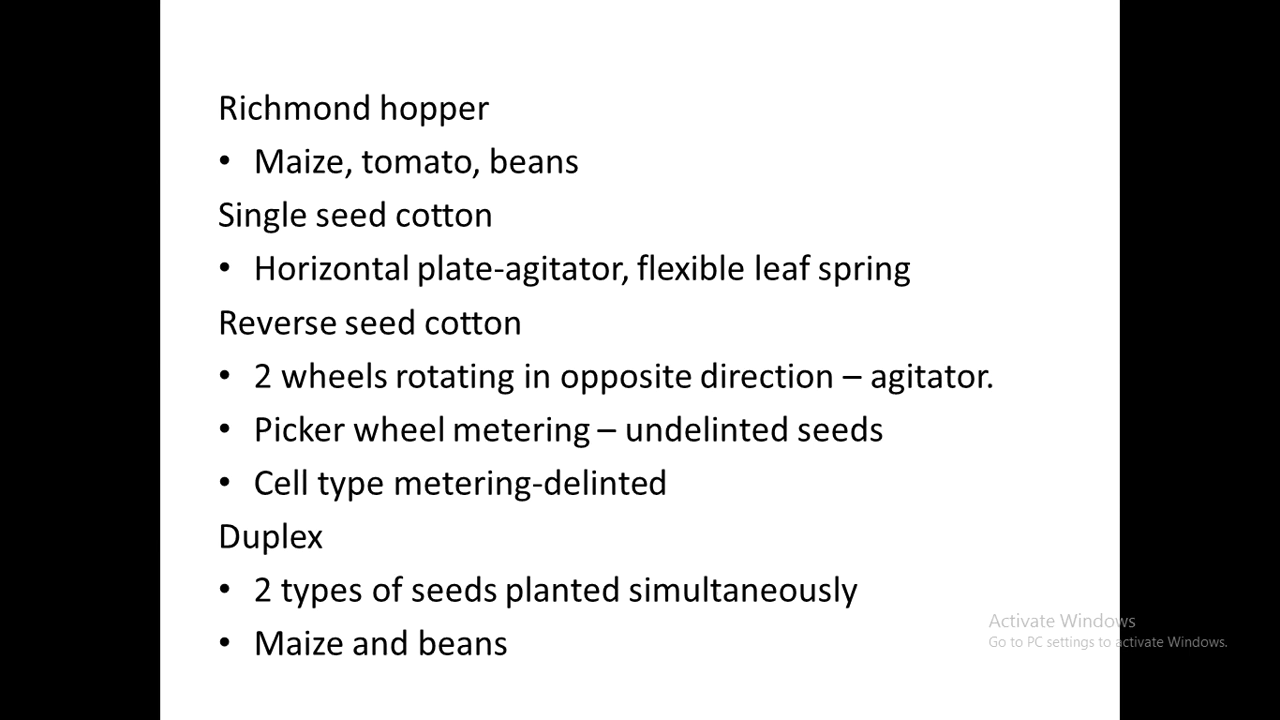 Richmond hopper
• Maize, tomato, beans
Single seed cotton
• Horizontal plate-agitator, flexible leaf spring
Reverse seed cotton
• 2 wheels rotating in opposite direction – agitator.
• Picker wheel metering – undelinted seeds
• Cell type metering-delinted
Duplex
• 2 types of seeds planted simultaneously
• Maize and beans
Activate Windows
Go to PC settings to activate Windows.